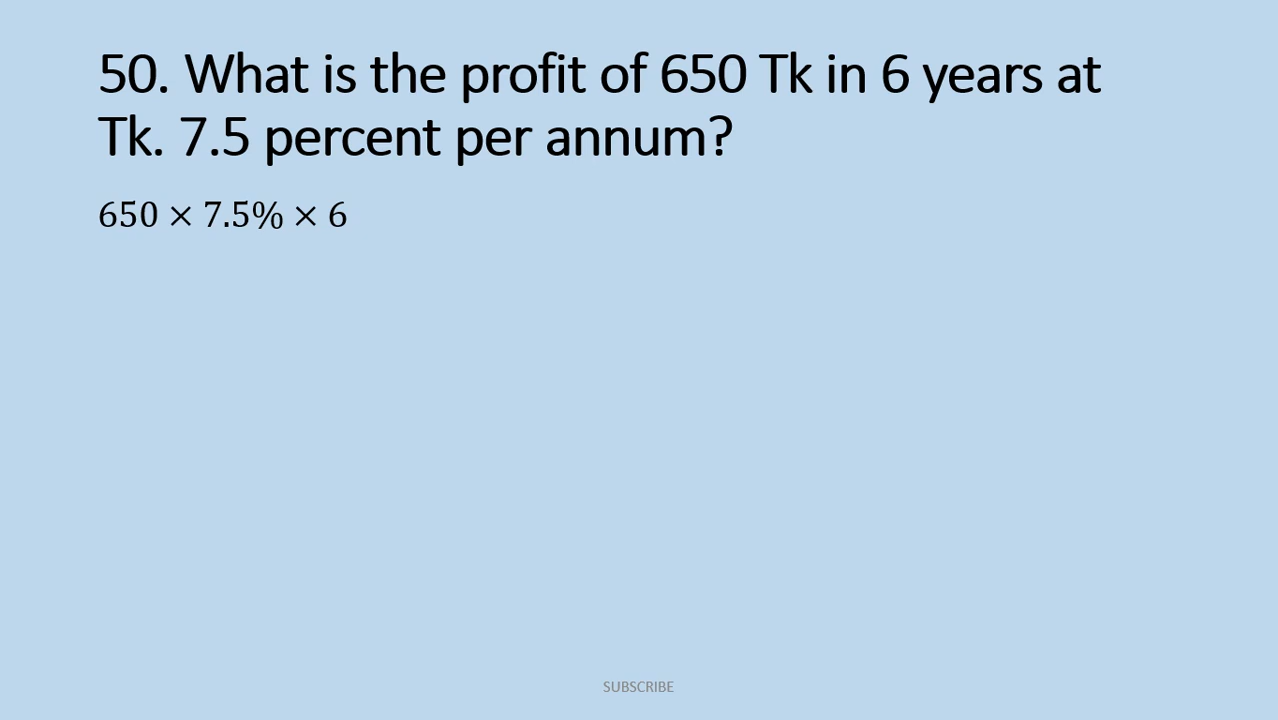 50. What is the profit of 650 Tk in 6 years at
Tk. 7.5 percent per annum?
650 × 7.5% × 6
SUBSCRIBE